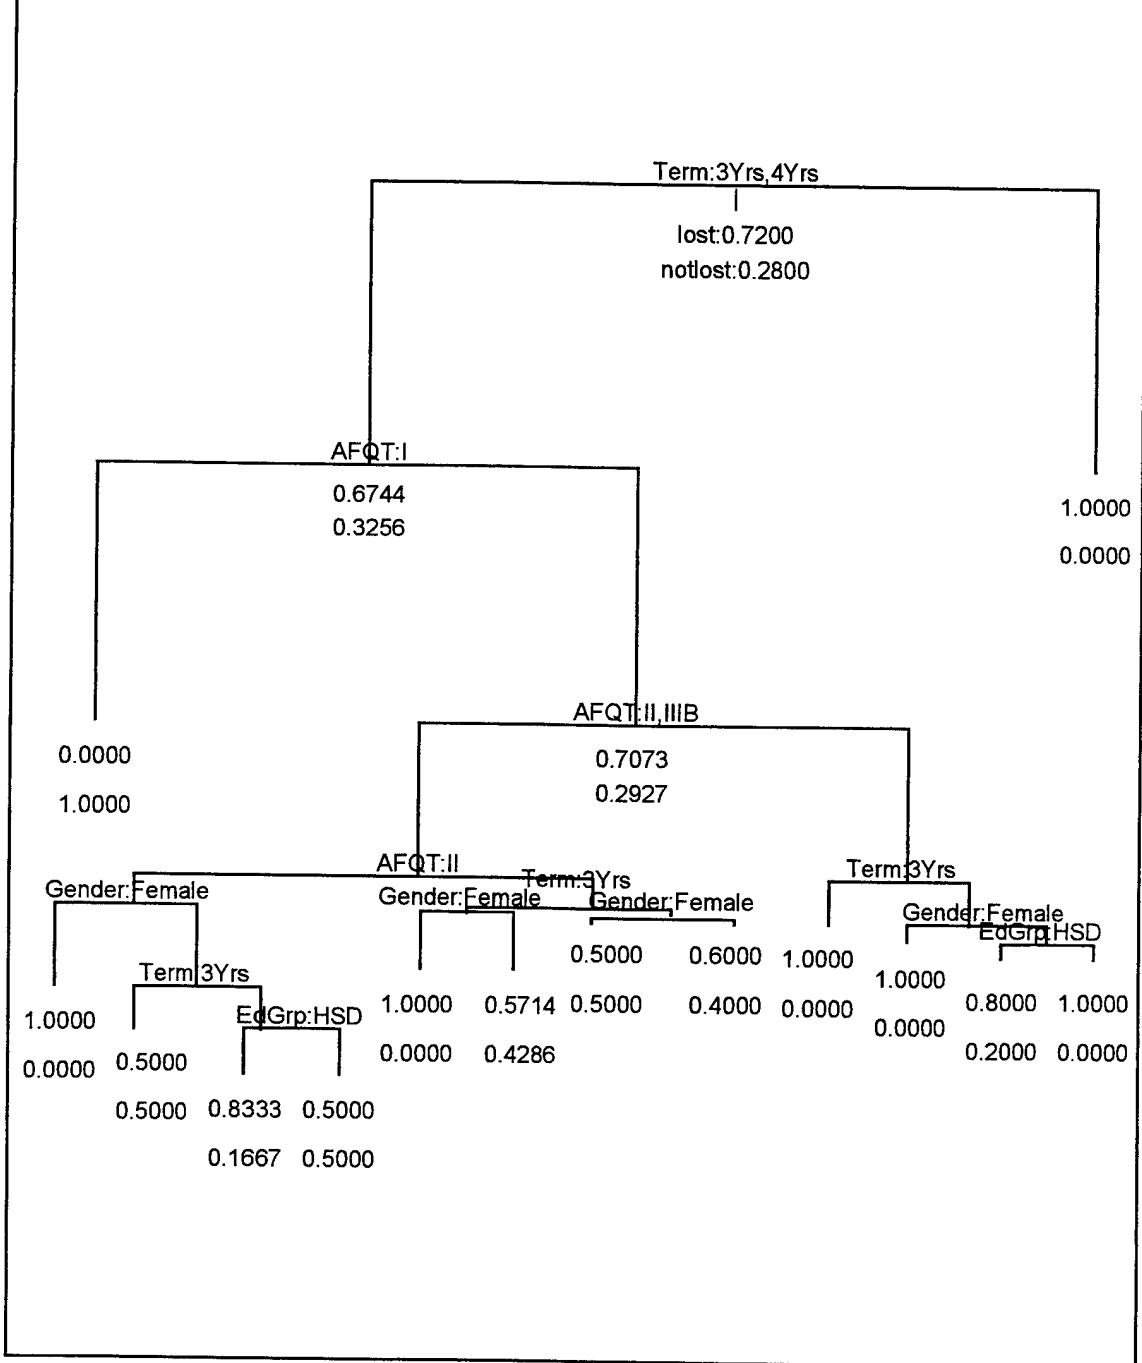 Term:3Yrs,4Yrs
lost:0.7200
notlost:0.2800
AFQT:I
0.6744
0.3256
1.0000
0.0000
AFQT:II,IIIB
0.7073
0.2927
0.0000
1.0000
AFQT:II
Term:3Yrs
Term:3Yrs
Gender:Female
Gender:Female
Gender:Female
Gender:Female
EdGrp:HSD
Term:3Yrs
EdGrp:HSD
1.0000
0.0000
0.5000
0.5000
0.8333
0.1667
0.5000
0.5000
1.0000
0.0000
0.5714
0.4286
0.5000
0.5000
0.6000
0.4000
1.0000
0.0000
1.0000
0.0000
0.8000
0.2000
1.0000
0.0000